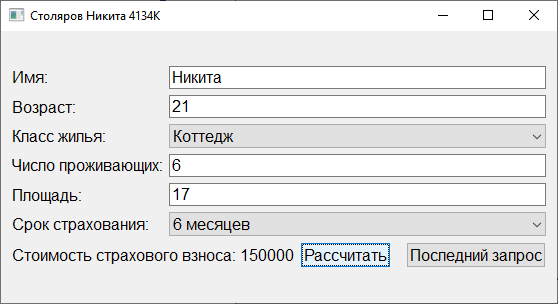 Столяров Никита 4134К
Имя: Никита
Возраст: 21
Класс жилья: Коттедж
Число проживающих: 6
Площадь: 17
Срок страхования: 6 месяцев
Стоимость страхового взноса: 150000 Рассчитать Последний запрос